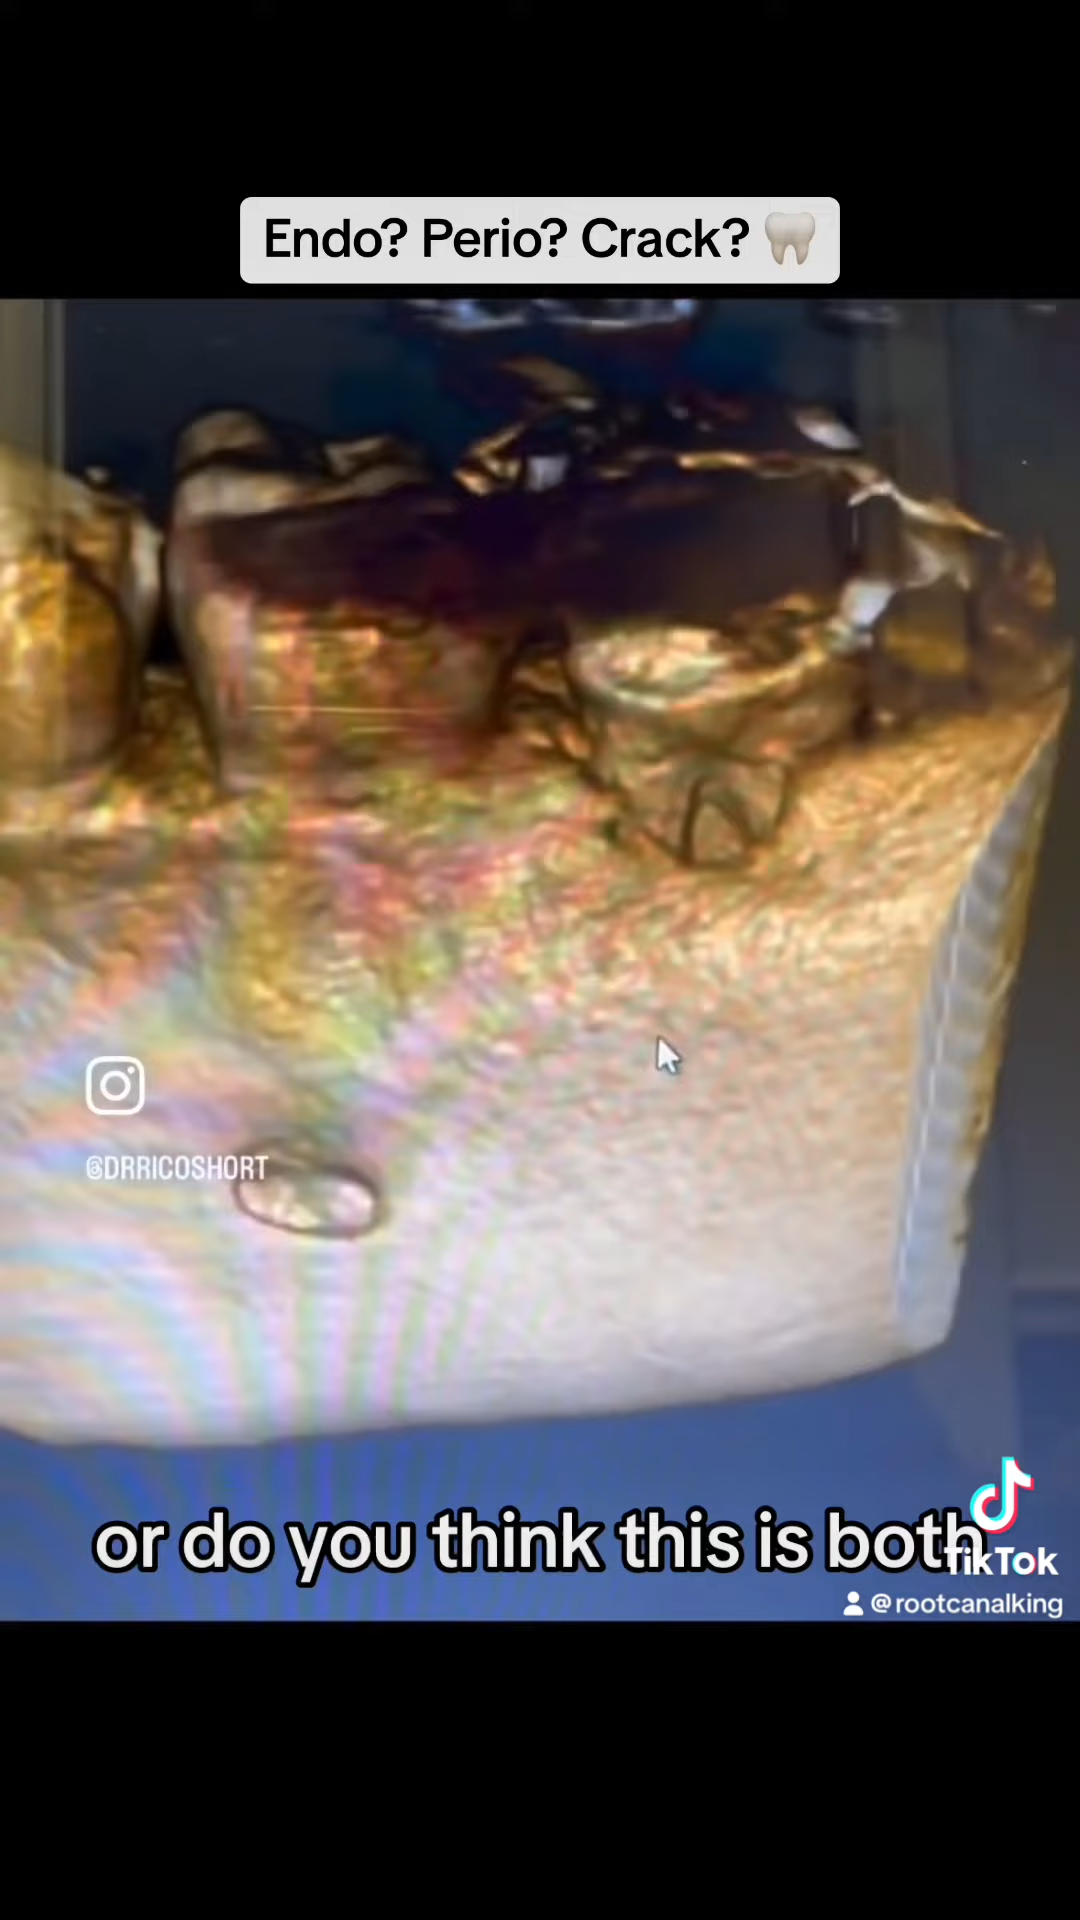 Endo? Perio? Crack? 🦷
@DRRICOSHORT
or do you think this is both
TikTok
@rootcanalking